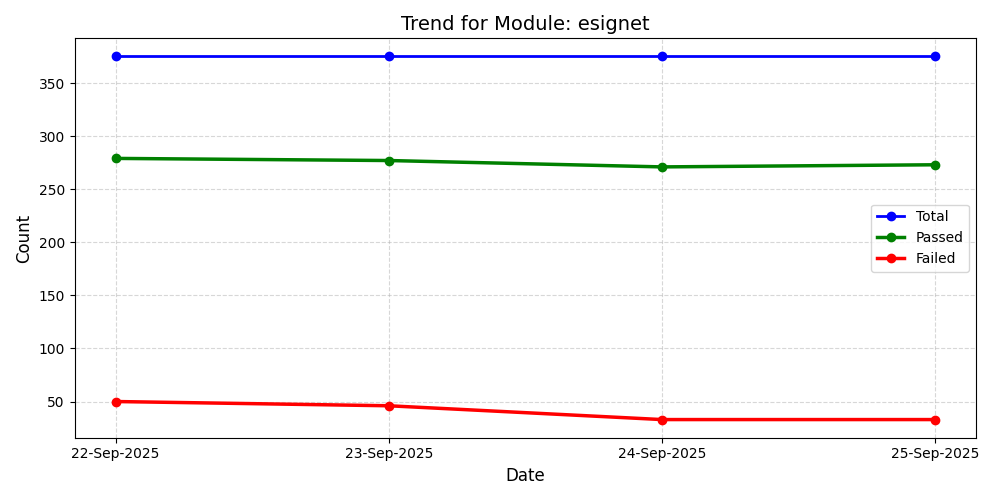 Trend for Module: esignet
Count
350
300
250
200
150
100
50
Total
Passed
Failed
22-Sep-2025
23-Sep-2025
24-Sep-2025
25-Sep-2025
Date